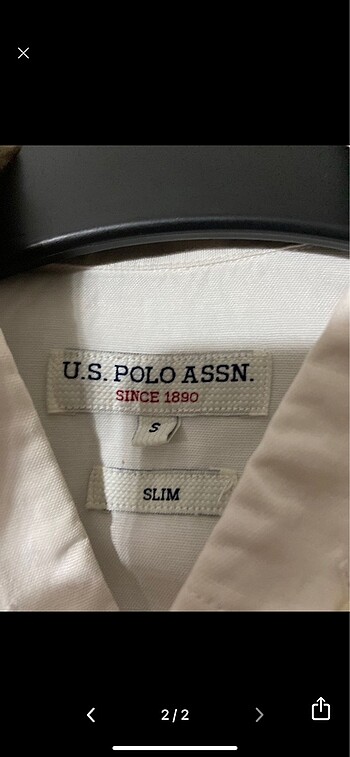 U.S. POLO ASSN.
SINCE 1890
S
SLIM
2/2